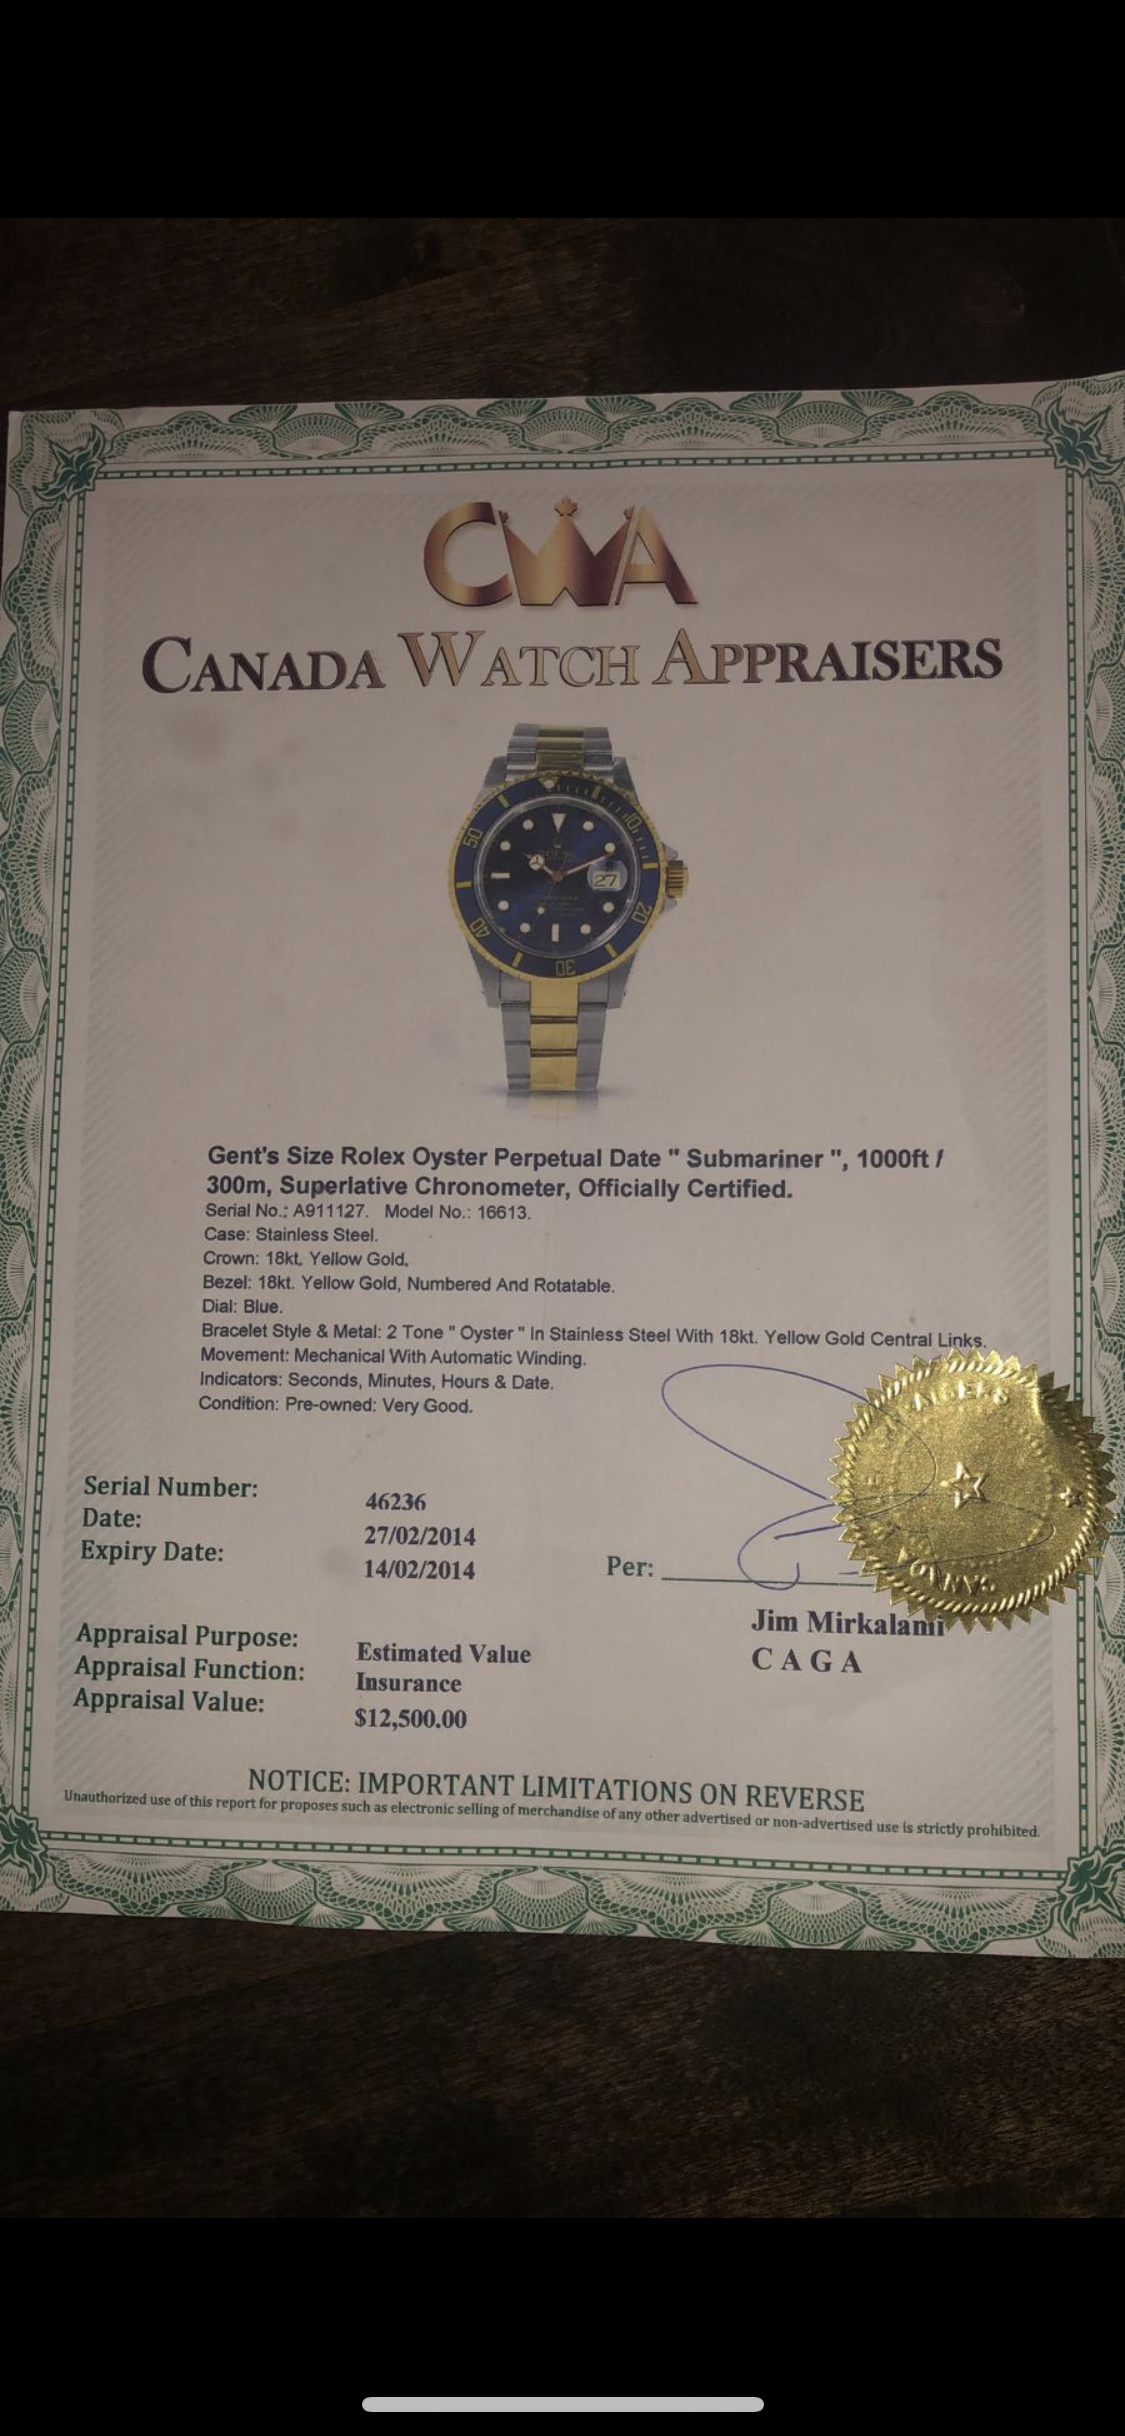 CWA
CANADA WATCH APPRAISERS
50
10
20
27
40
30
Gent's Size Rolex Oyster Perpetual Date " Submariner ", 1000ft /
300m, Superlative Chronometer, Officially Certified.
Serial No.: A911127. Model No.: 16613.
Case: Stainless Steel.
Crown: 18kt. Yellow Gold,
Bezel: 18kt. Yellow Gold, Numbered And Rotatable.
Dial: Blue.
Bracelet Style & Metal: 2 Tone " Oyster " In Stainless Steel With 18kt. Yellow Gold Central Links.
Movement: Mechanical With Automatic Winding.
Indicators: Seconds, Minutes, Hours & Date.
Condition: Pre-owned: Very Good.
Serial Number: 46236
Date: 27/02/2014
Expiry Date: 14/02/2014
Per:
Jim Mirkalami
CAGA
Appraisal Purpose: Estimated Value
Appraisal Function: Insurance
Appraisal Value: $12,500.00
NOTICE: IMPORTANT LIMITATIONS ON REVERSE
Unauthorized use of this report for proposes such as electronic selling of merchandise of any other advertised or non-advertised use is strictly prohibited.